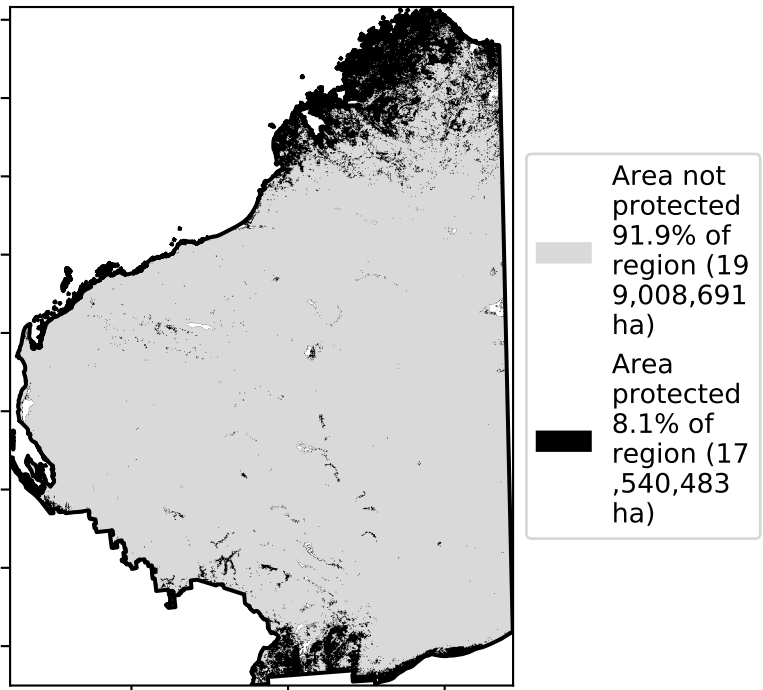 Area not
protected
91.9% of
region (19
9,008,691
ha)
Area
protected
8.1% of
region (17
,540,483
ha)